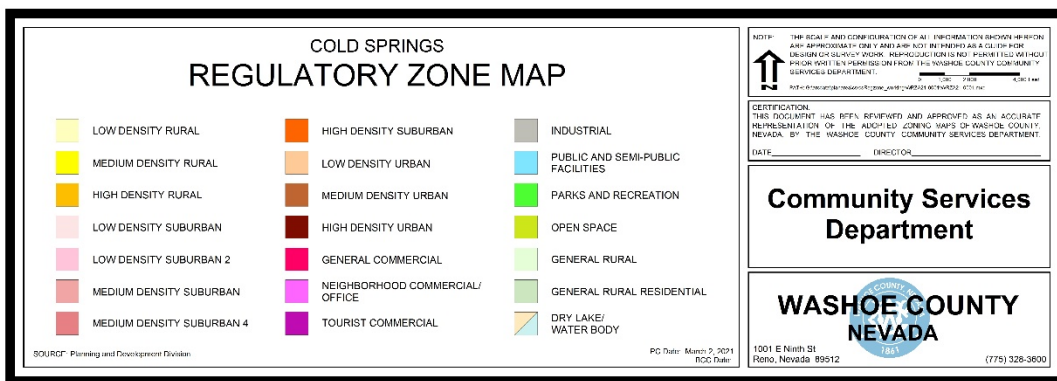 COLD SPRINGS
REGULATORY ZONE MAP
LOW DENSITY RURAL
MEDIUM DENSITY RURAL
HIGH DENSITY RURAL
LOW DENSITY SUBURBAN
LOW DENSITY SUBURBAN 2
MEDIUM DENSITY SUBURBAN
MEDIUM DENSITY SUBURBAN 4
HIGH DENSITY SUBURBAN
LOW DENSITY URBAN
MEDIUM DENSITY URBAN
HIGH DENSITY URBAN
GENERAL COMMERCIAL
NEIGHBORHOOD COMMERCIAL/
OFFICE
TOURIST COMMERCIAL
INDUSTRIAL
PUBLIC AND SEMI-PUBLIC
FACILITIES
PARKS AND RECREATION
OPEN SPACE
GENERAL RURAL
GENERAL RURAL RESIDENTIAL
DRY LAKE/
WATER BODY
SOURCE: Planning and Development Division
PC Date: March 2, 2021
BCC Date:
NOTE: THE SCALE AND CONFIGURATION OF ALL INFORMATION SHOWN HEREON
ARE APPROXIMATE ONLY AND ARE NOT INTENDED AS A GUIDE FOR
DESIGN OR SURVEY WORK. REPRODUCTION IS NOT PERMITTED WITHOUT
PRIOR WRITTEN PERMISSION FROM THE WASHOE COUNTY COMMUNITY
SERVICES DEPARTMENT.
N
CERTIFICATION:
THIS DOCUMENT HAS BEEN REVIEWED AND APPROVED AS AN ACCURATE
REPRESENTATION OF THE ADOPTED ZONING MAPS OF WASHOE COUNTY,
NEVADA, BY THE WASHOE COUNTY COMMUNITY SERVICES DEPARTMENT.
DATE DIRECTOR
Community Services
Department
WASHOE COUNTY
NEVADA
1861
1001 E Ninth St
Reno, Nevada 89512
(775) 328-3600